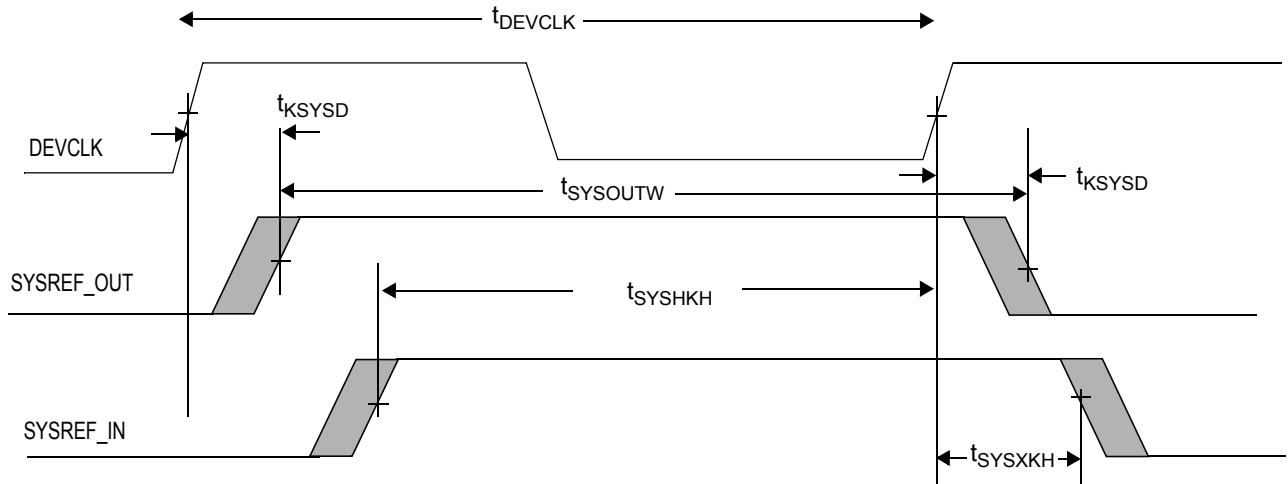 tDEVCLK
tKSYSD
DEVCLK
tKSYSD
tSYSOUTW
SYSREF_OUT
tSYSHKH
SYSREF_IN
tSYSXKH